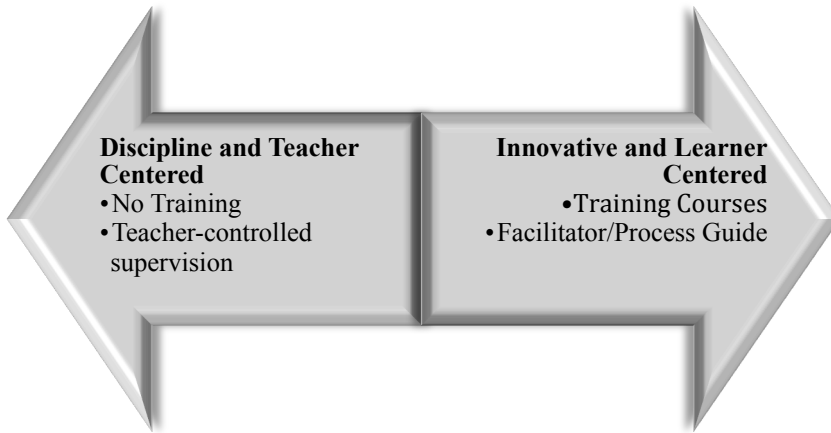 Discipline and Teacher
Centered
•No Training
•Teacher-controlled
supervision
Innovative and Learner
Centered
•Training Courses
•Facilitator/Process Guide